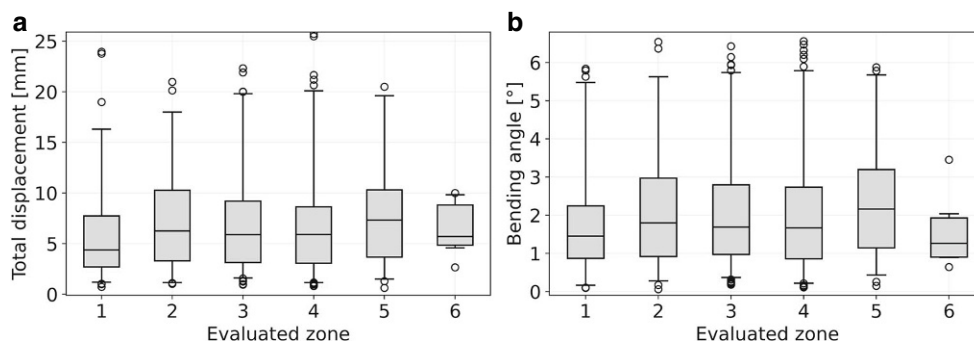 a
25
20
15
10
5
0
Total displacement [mm]
1 2 3 4 5 6
Evaluated zone
b
6
5
4
3
2
1
0
Bending angle [°]
1 2 3 4 5 6
Evaluated zone